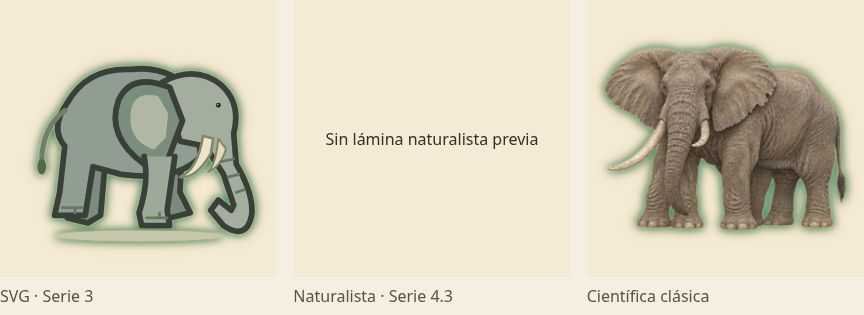 Sin lámina naturalista previa
SVG · Serie 3
Naturalista · Serie 4.3
Científica clásica